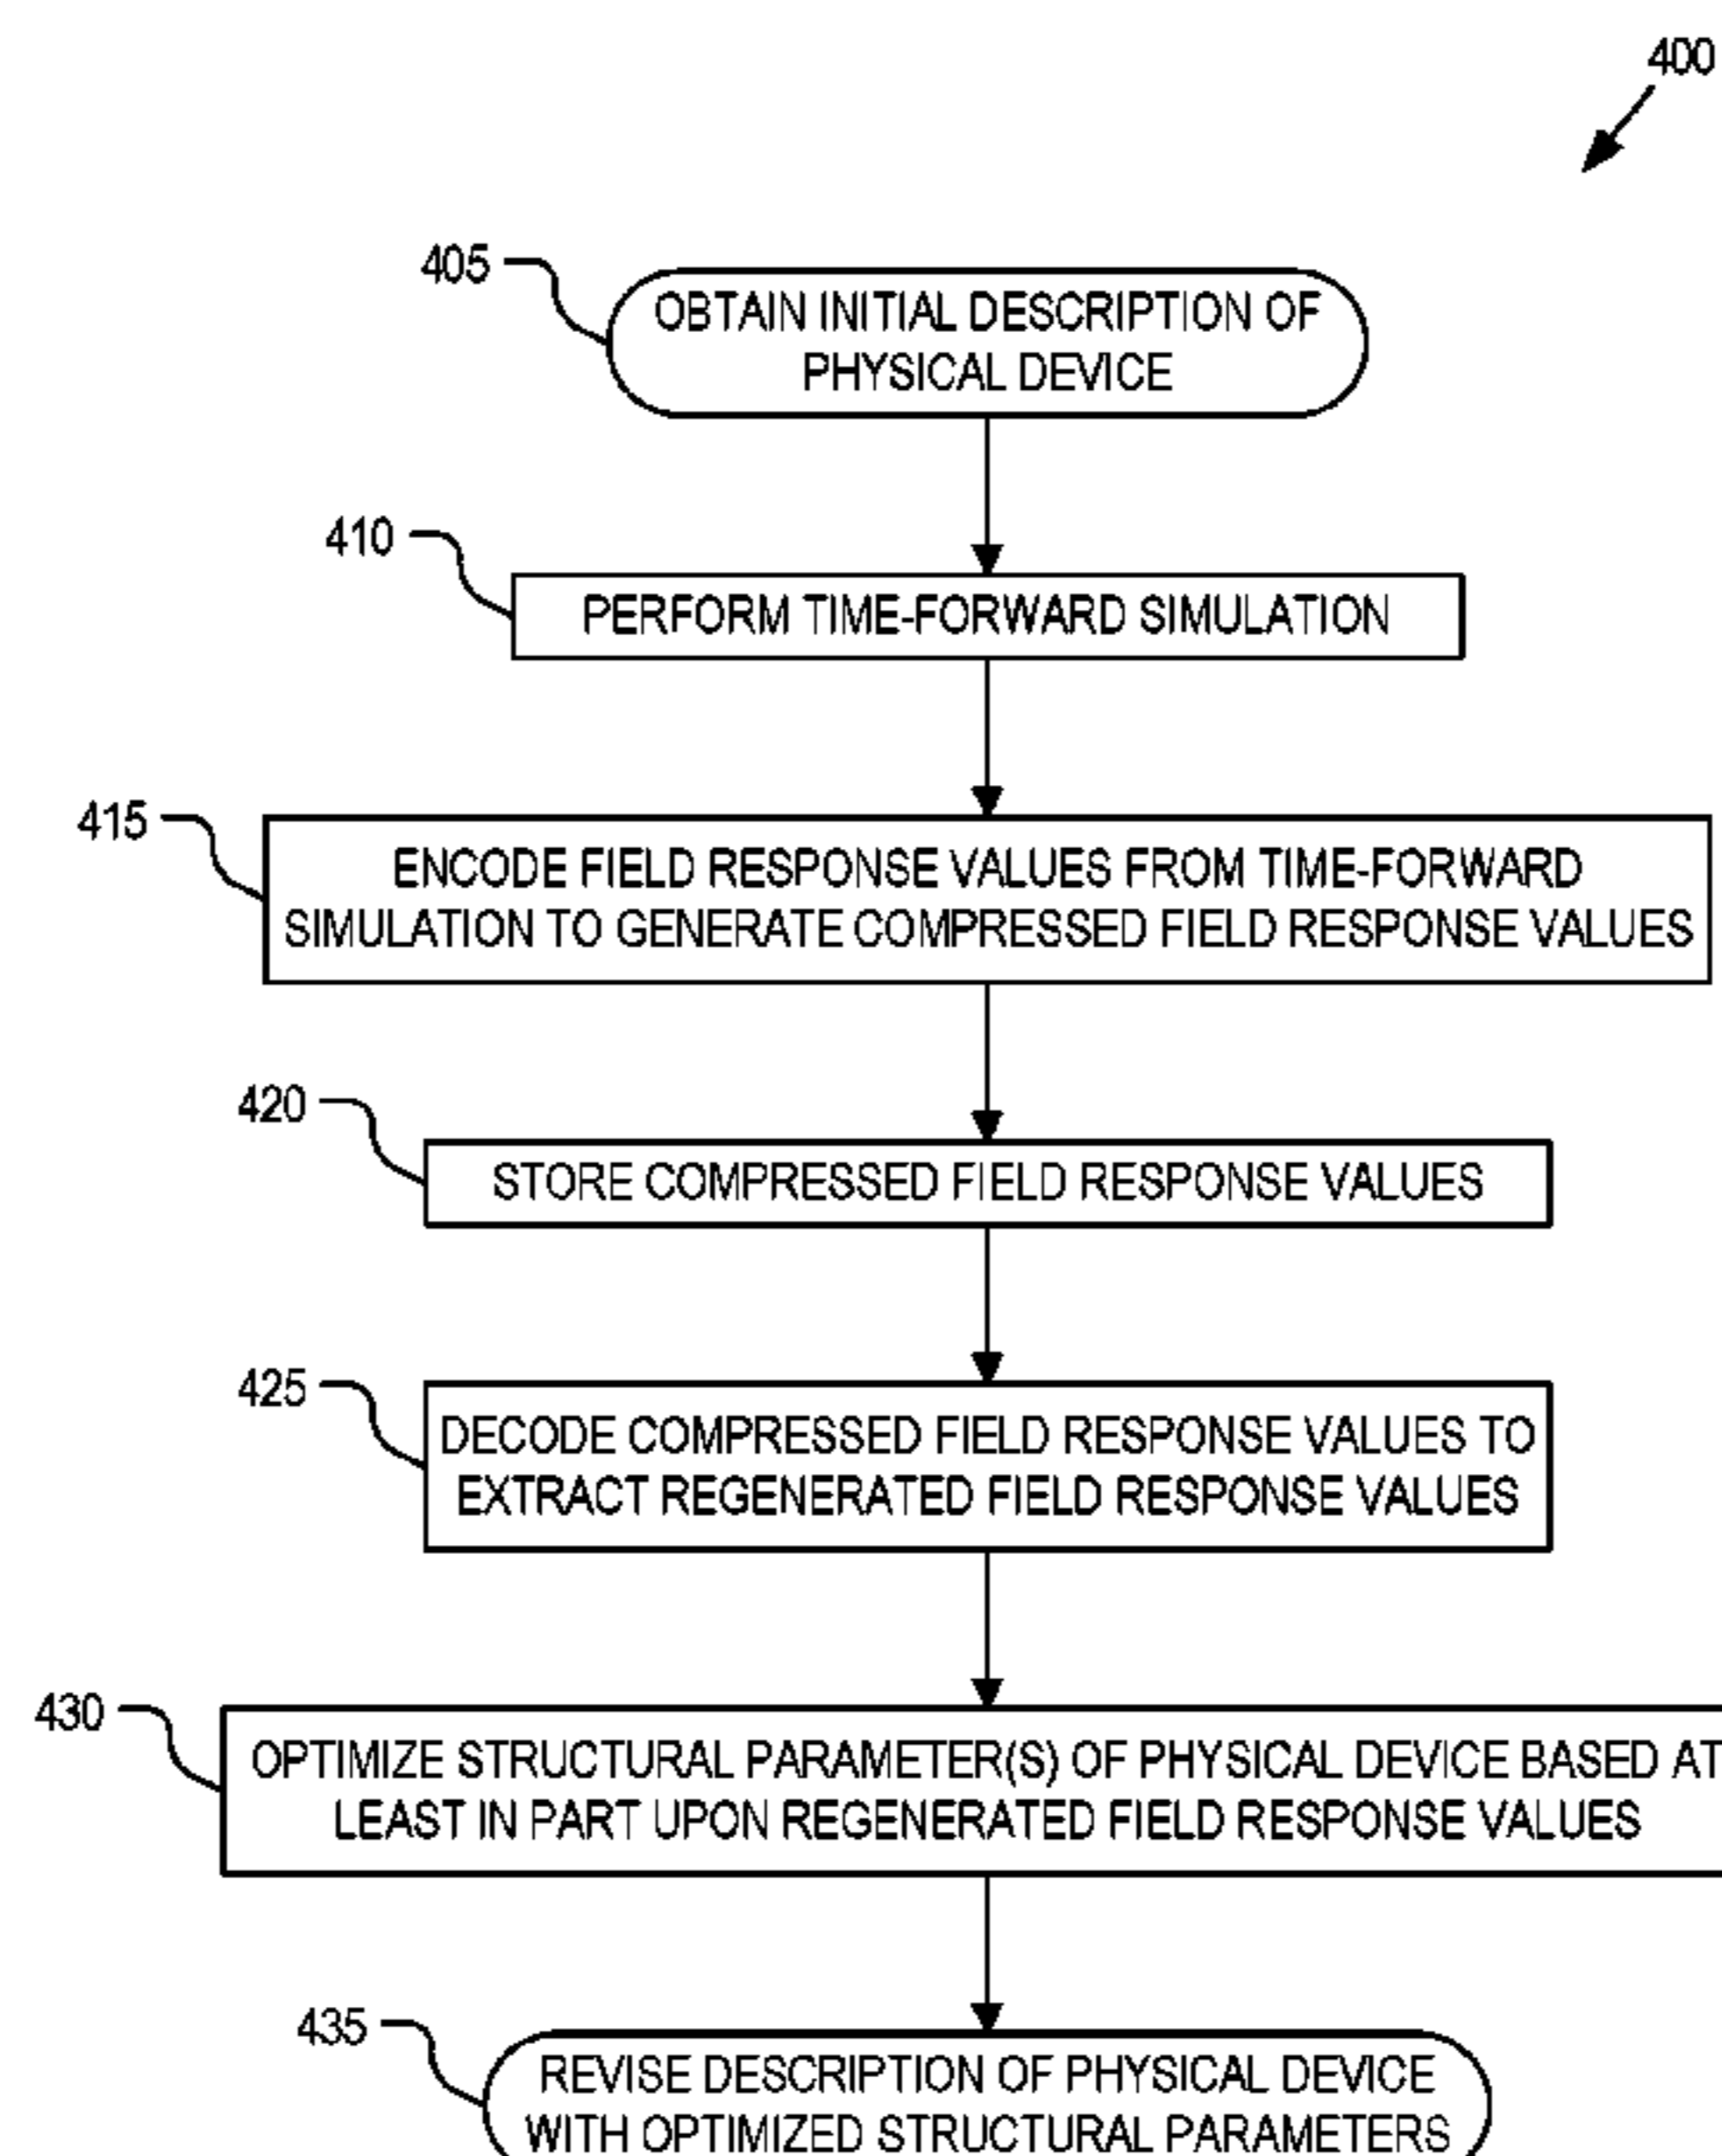 400
405
OBTAIN INITIAL DESCRIPTION OF
PHYSICAL DEVICE
410
PERFORM TIME-FORWARD SIMULATION
415
ENCODE FIELD RESPONSE VALUES FROM TIME-FORWARD
SIMULATION TO GENERATE COMPRESSED FIELD RESPONSE VALUES
420
STORE COMPRESSED FIELD RESPONSE VALUES
425
DECODE COMPRESSED FIELD RESPONSE VALUES TO
EXTRACT REGENERATED FIELD RESPONSE VALUES
430
OPTIMIZE STRUCTURAL PARAMETER(S) OF PHYSICAL DEVICE BASED AT
LEAST IN PART UPON REGENERATED FIELD RESPONSE VALUES
435
REVISE DESCRIPTION OF PHYSICAL DEVICE
WITH OPTIMIZED STRUCTURAL PARAMETERS